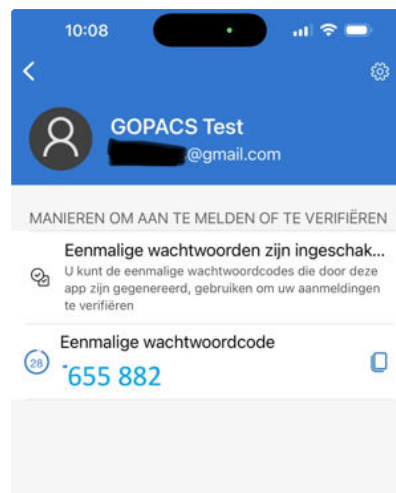 10:08
GOPACS Test
@gmail.com
MANIEREN OM AAN TE MELDEN OF TE VERIFIËREN
Eenmalige wachtwoorden zijn ingeschak...
U kunt de eenmalige wachtwoordcodes die door deze
app zijn gegenereerd, gebruiken om uw aanmeldingen
te verifiëren
Eenmalige wachtwoordcode
28
655 882